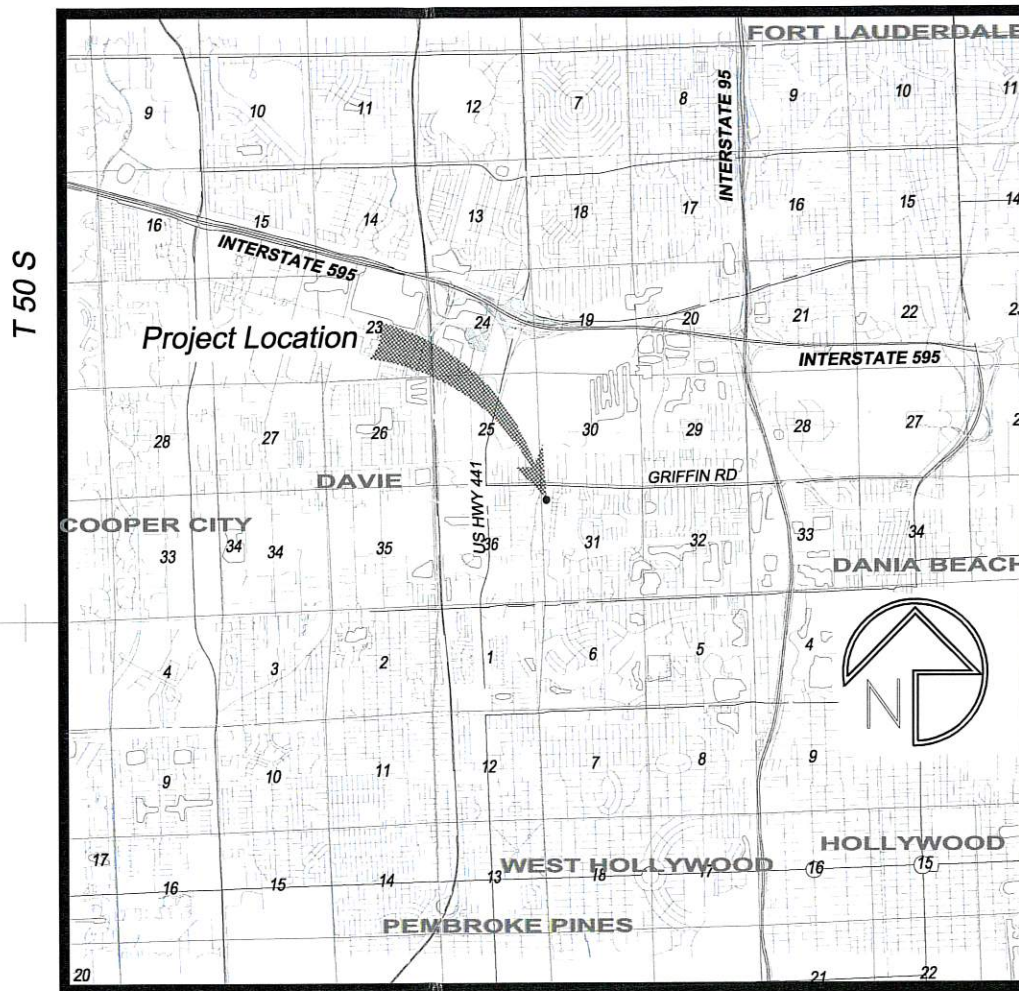 FORT LAUDERDALE
9 10 11 12 7 8 9 10 11
INTERSTATE 95
T 50 S
16 15 14 13 18 17 16 15 14
INTERSTATE 595
Project Location
23 24 19 20 21 22
INTERSTATE 595
28 27 26 25 30 29 28 27
US HWY 441
GRIFFIN RD
DAVIE
COOPER CITY
33 34 34 35 36 31 32 33 34
DANIA BEACH
4 3 2 1 6 5 4
N
9 10 11 12 7 8 9
HOLLYWOOD
WEST HOLLYWOOD
17 16 15 14 13 18 17 16 15
PEMBROKE PINES
20 21 22